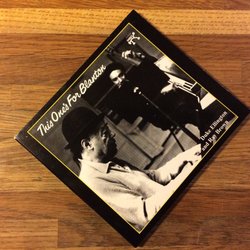 This One's For Blanton
Duke Ellington
and Ray Brown